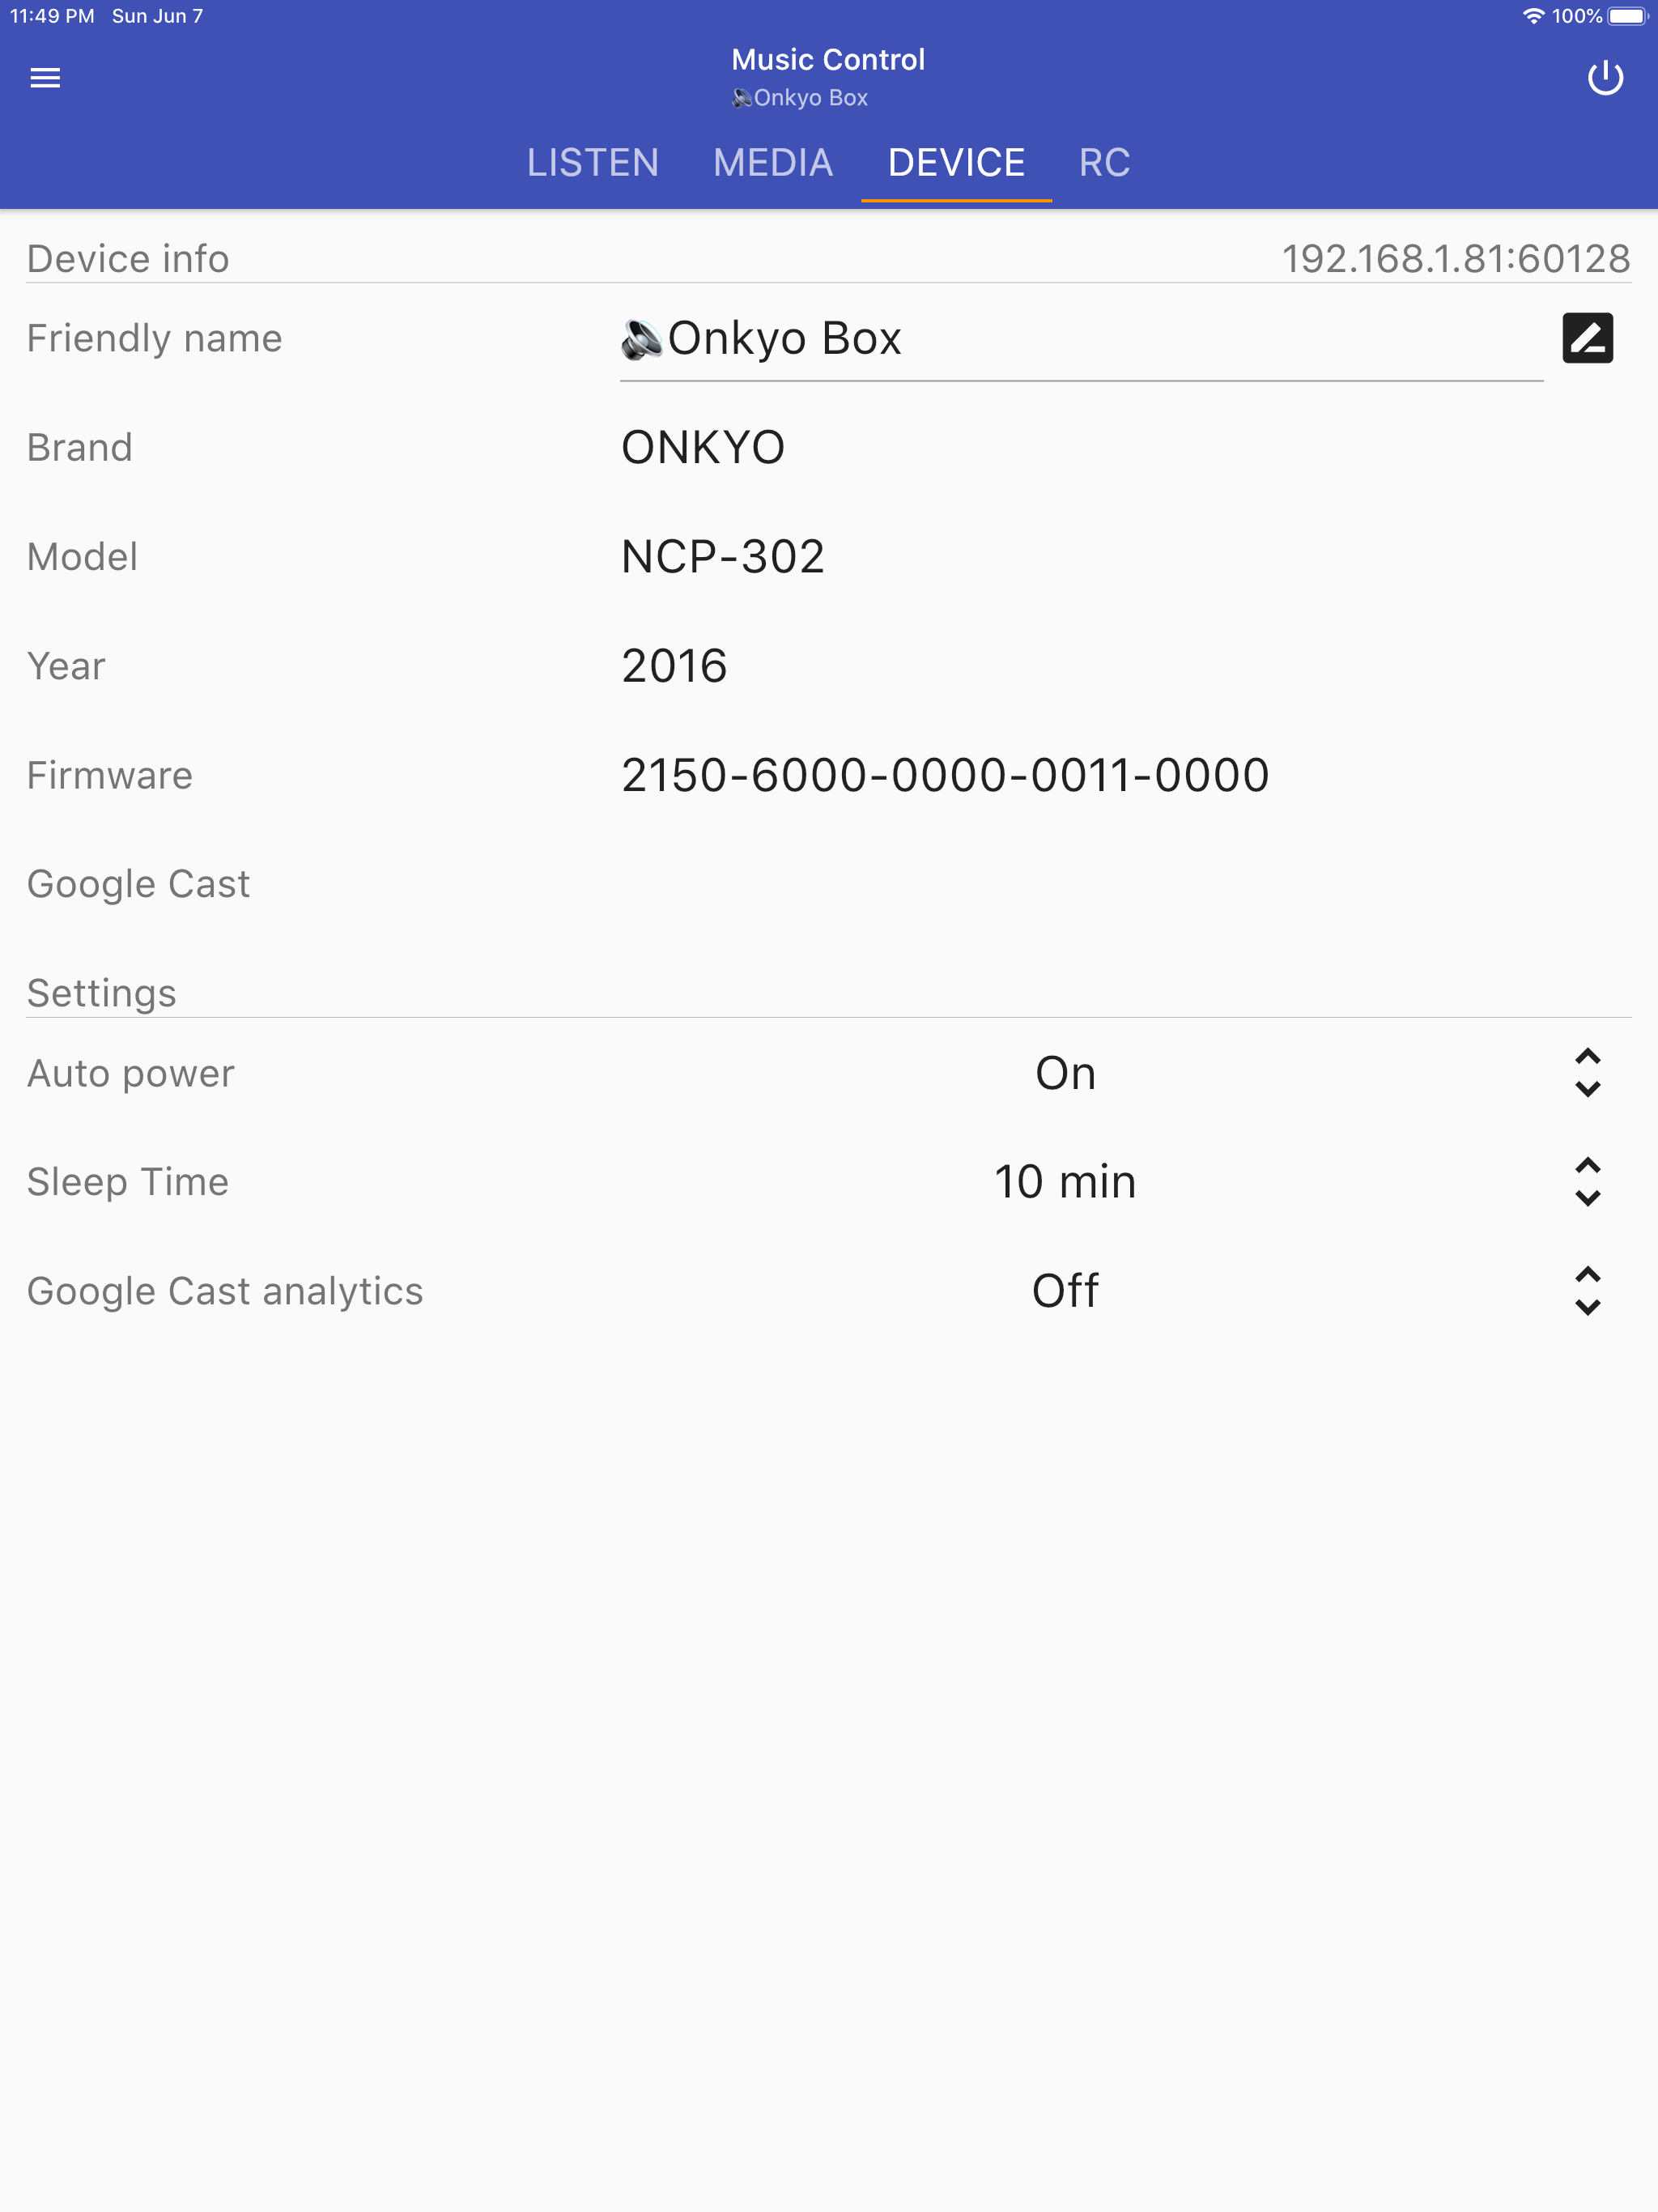 11:49 PM Sun Jun 7 100%
Music Control
🔊Onkyo Box
LISTEN MEDIA DEVICE RC
Device info 192.168.1.81:60128
Friendly name 🔊Onkyo Box
Brand ONKYO
Model NCP-302
Year 2016
Firmware 2150-6000-0000-0011-0000
Google Cast
Settings
Auto power On
Sleep Time 10 min
Google Cast analytics Off